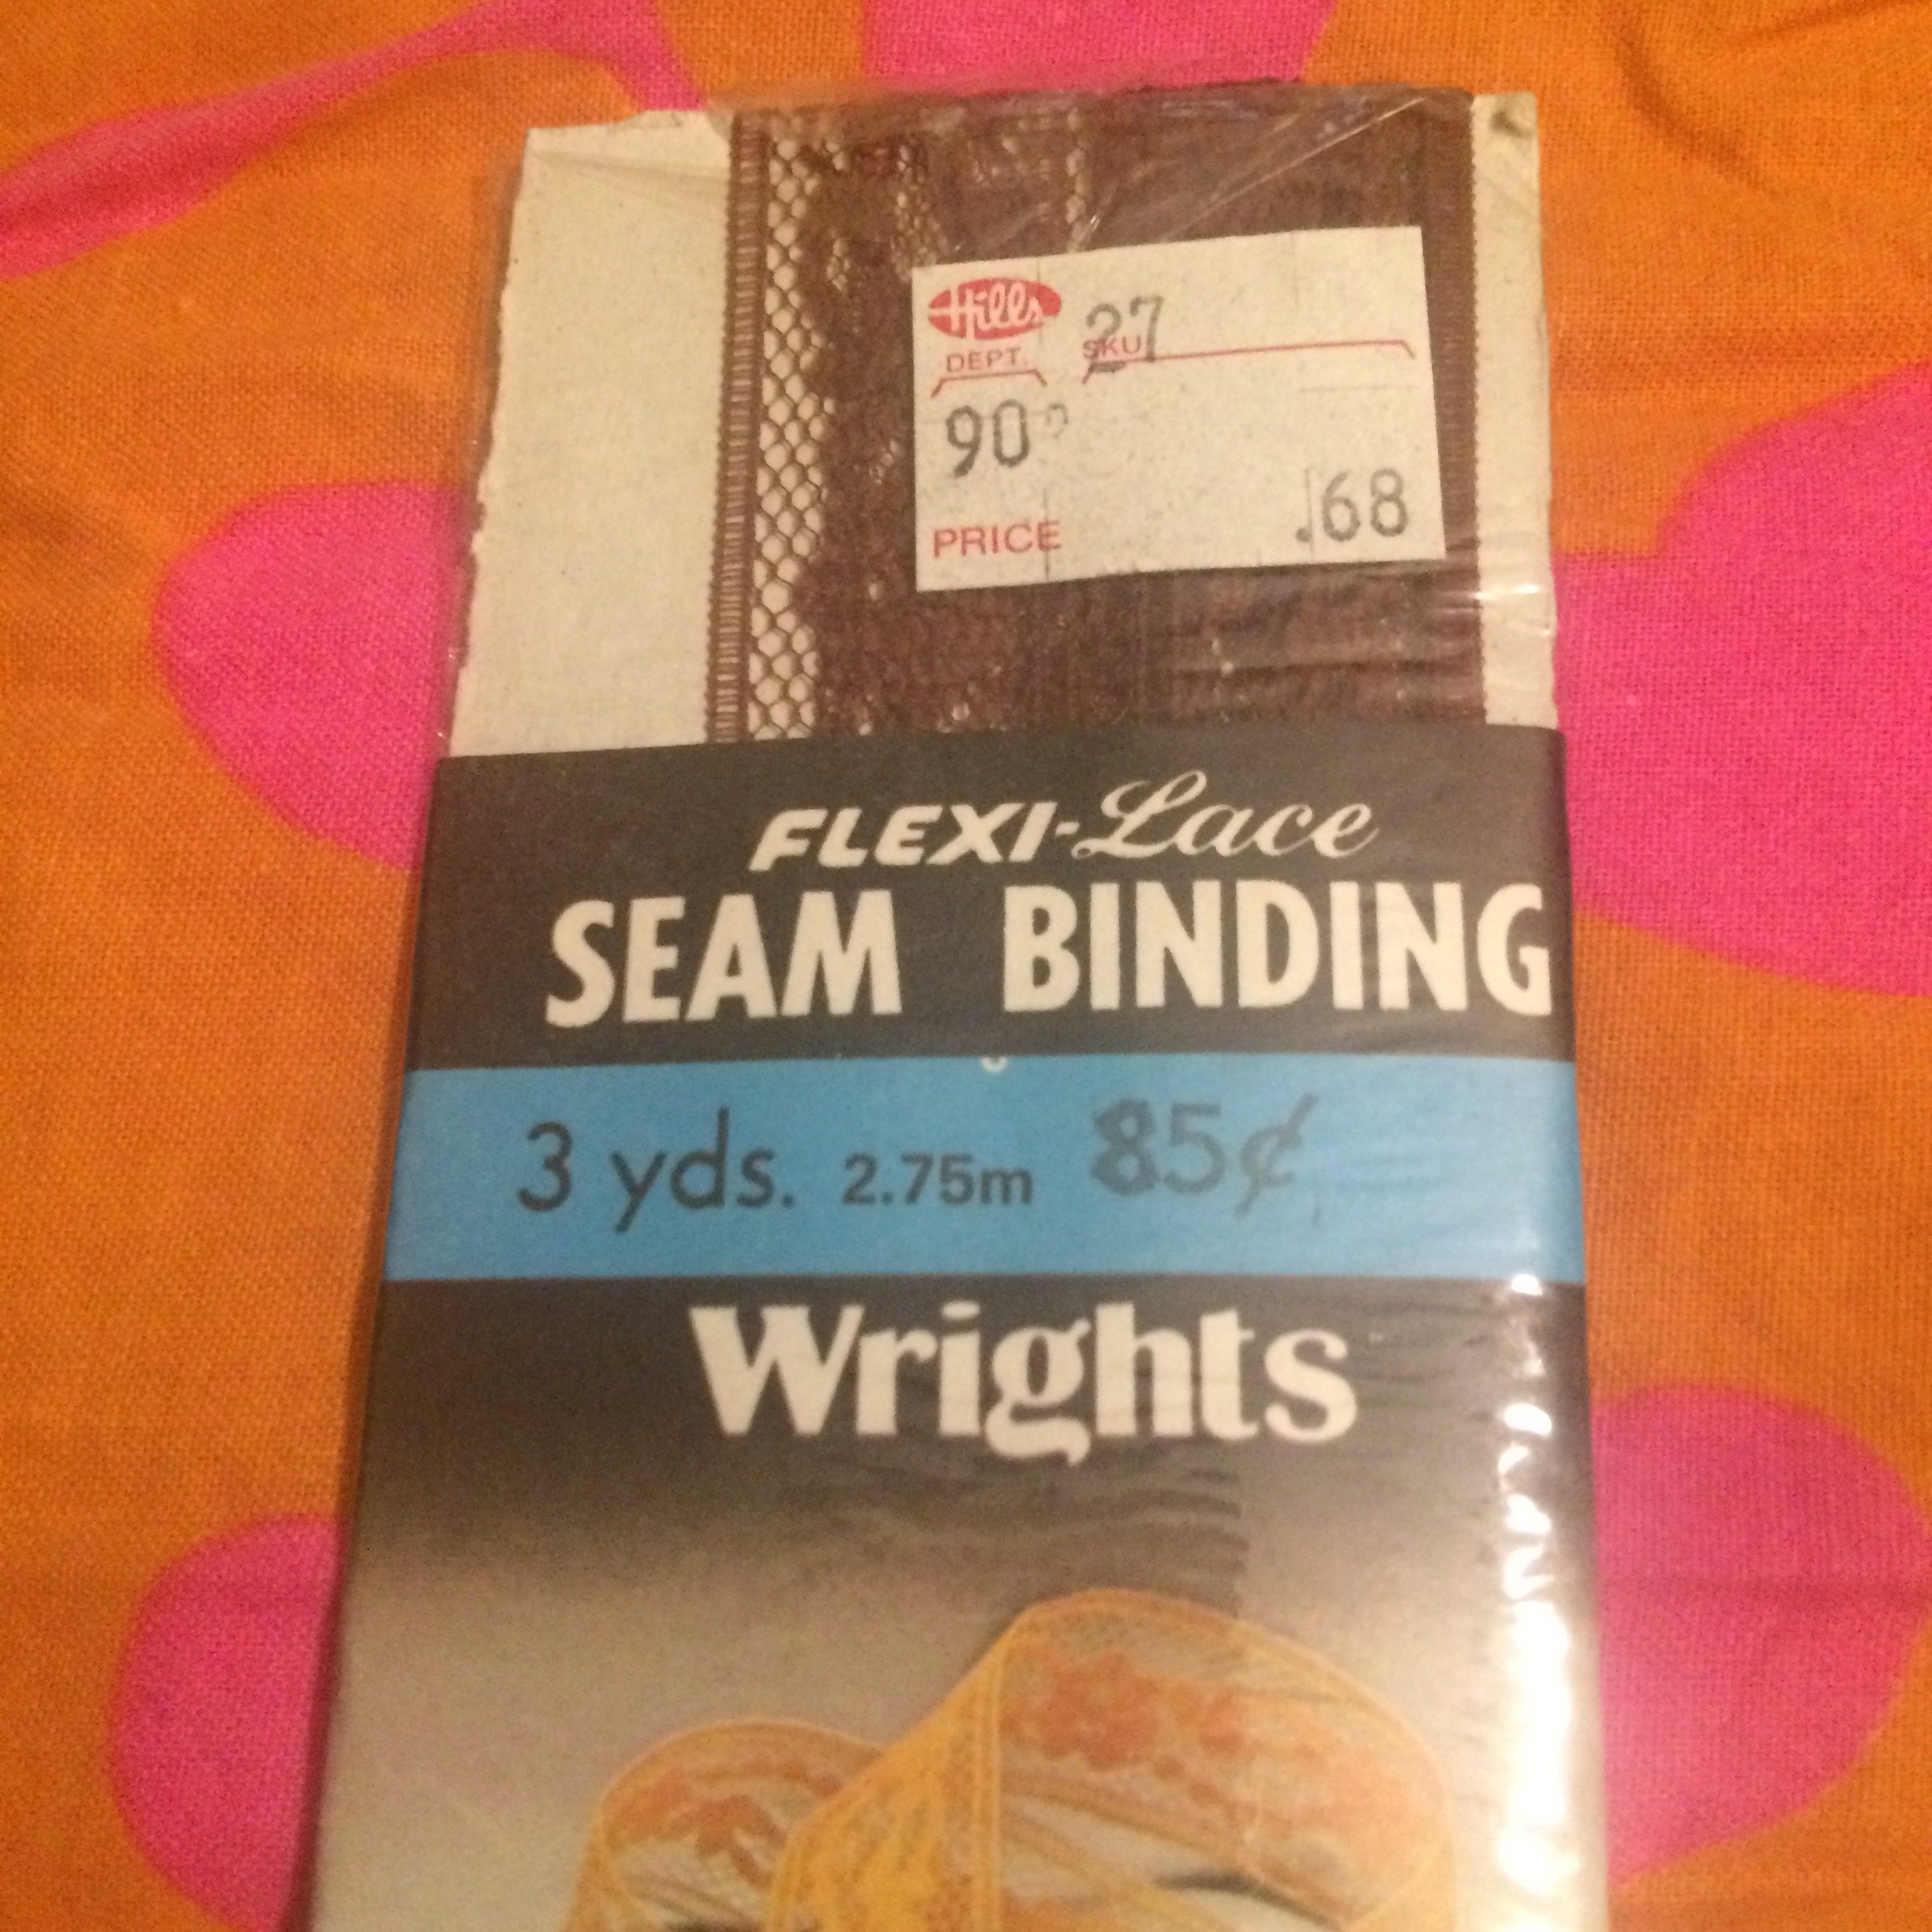 Hills
27
DEPT. SKU
90
PRICE .68
FLEXI-Lace
SEAM BINDING
3 yds. 2.75m 85¢
Wrights